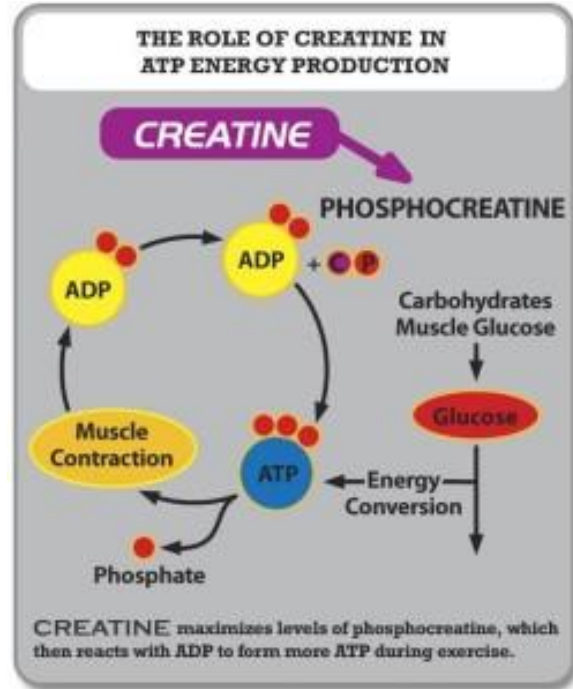 THE ROLE OF CREATINE IN
ATP ENERGY PRODUCTION
CREATINE
PHOSPHOCREATINE
ADP
ADP
+ C P
Carbohydrates
Muscle Glucose
Glucose
Muscle
Contraction
ATP
Energy
Conversion
Phosphate
CREATINE maximizes levels of phosphocreatine, which
then reacts with ADP to form more ATP during exercise.